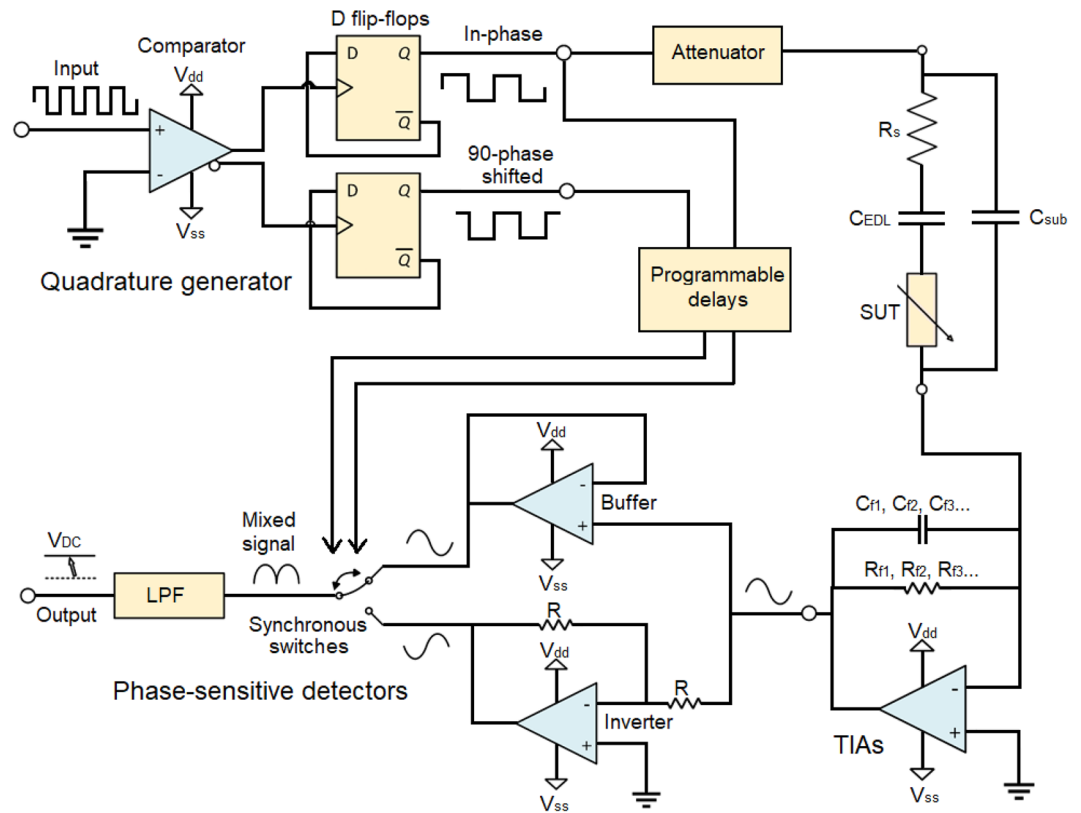 D flip-flops
Comparator
Input
Vdd
+
-
Vss
D
Q
Q
In-phase
Attenuator
90-phase
shifted
D
Q
Q
Quadrature generator
Programmable
delays
Rs
CEDL
Csub
SUT
Vdd
-
+
Buffer
Vss
Mixed
signal
VDC
Output
LPF
Synchronous
switches
Phase-sensitive detectors
R
R
Vdd
-
+
Inverter
Vss
Cf1, Cf2, Cf3...
Rf1, Rf2, Rf3...
Vdd
-
+
TIAs
Vss